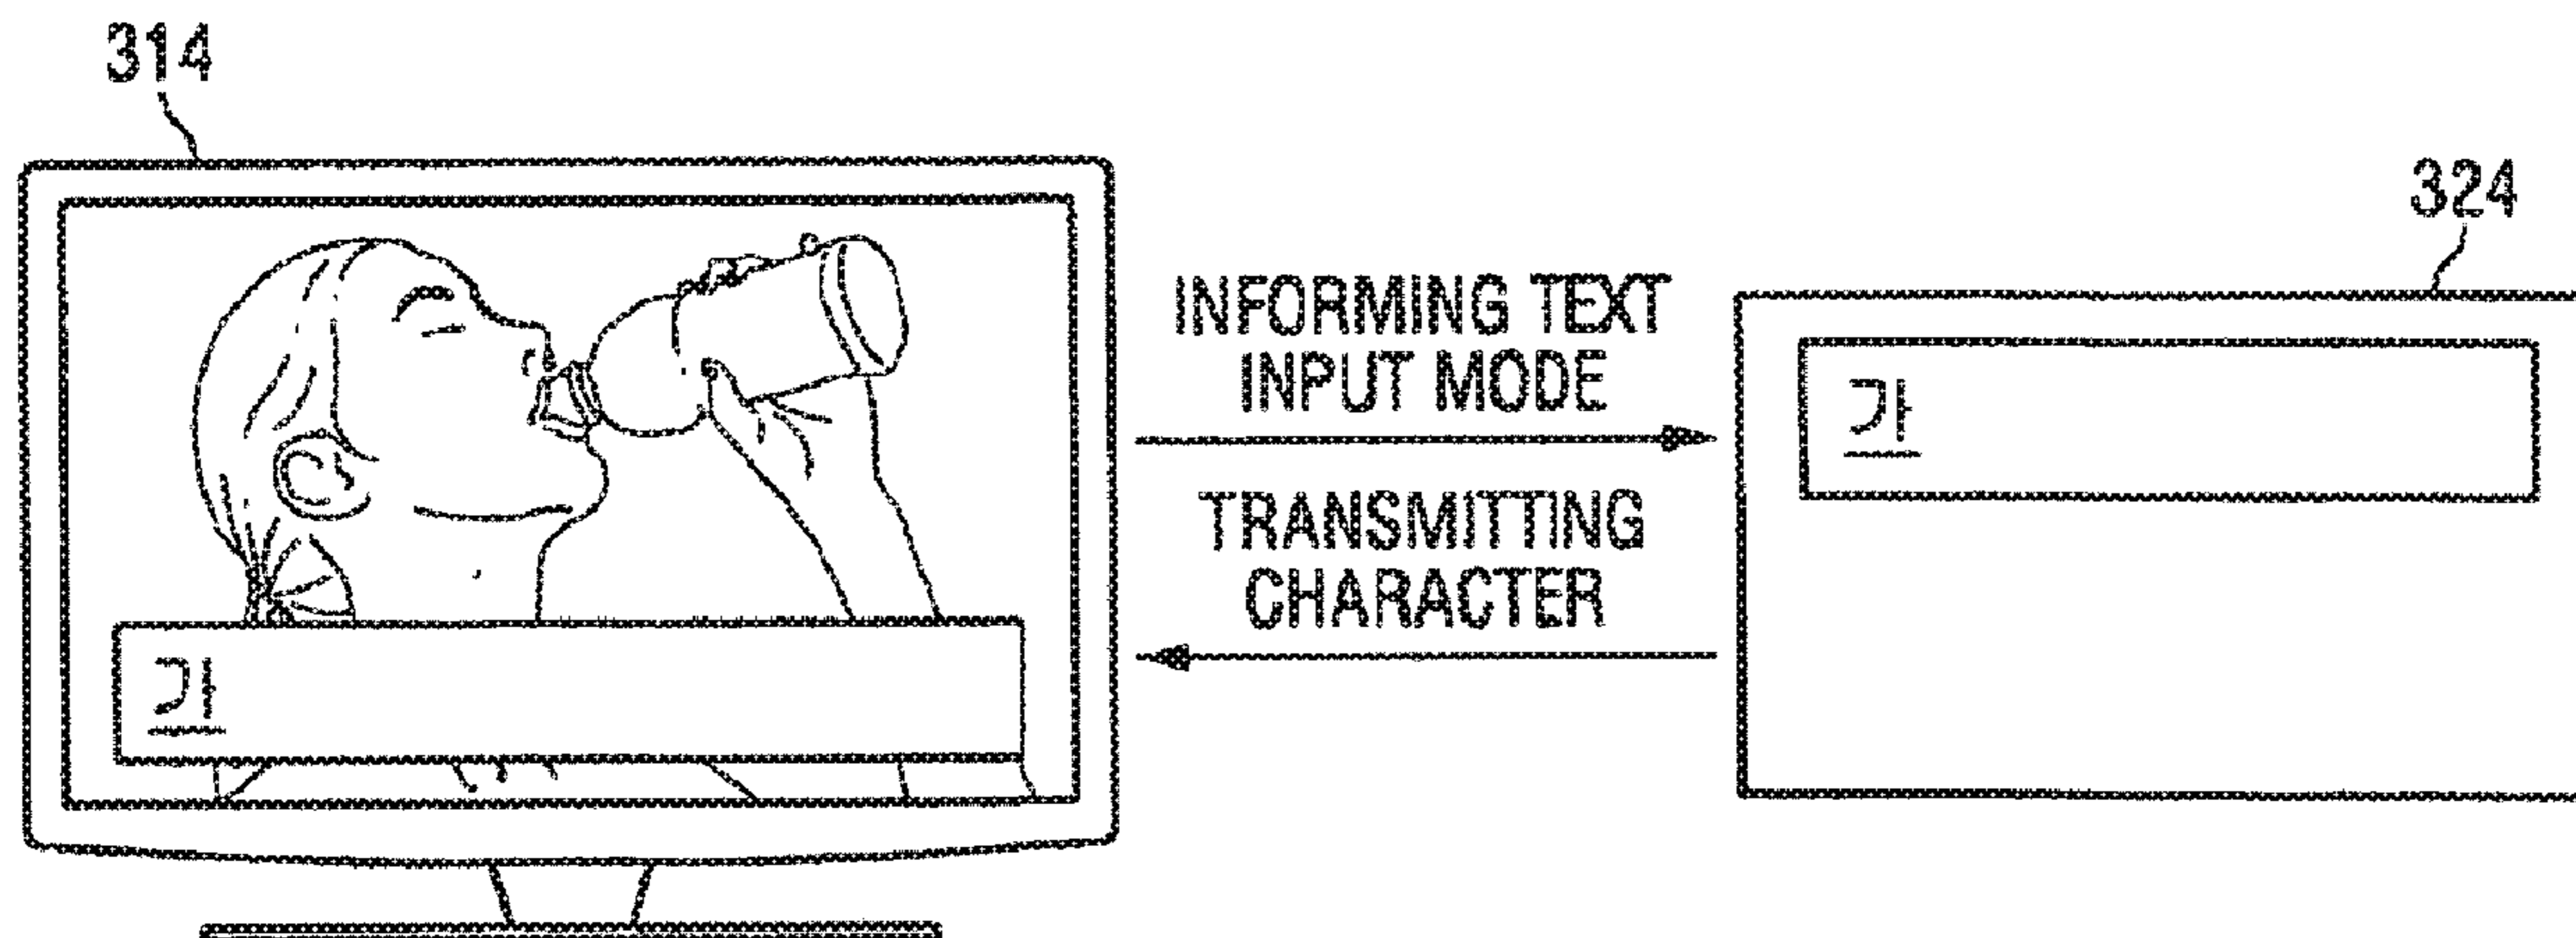 314
324
INFORMING TEXT
INPUT MODE
TRANSMITTING
CHARACTER
가
가